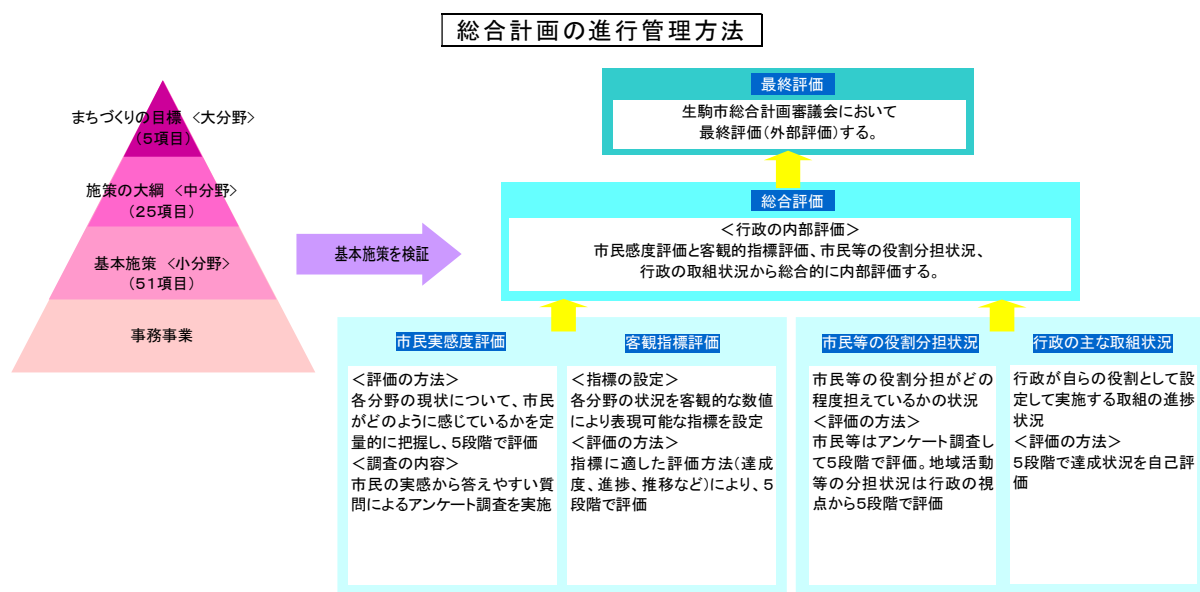 総合計画の進行管理方法
まちづくりの目標 <大分野>
(5項目)
施策の大綱 <中分野>
(25項目)
基本施策 <小分野>
(51項目)
事務事業
基本施策を検証
最終評価
生駒市総合計画審議会において
最終評価(外部評価)する。
総合評価
<行政の内部評価>
市民感度評価と客観的指標評価、市民等の役割分担状況、
行政の取組状況から総合的に内部評価する。
市民実感度評価
<評価の方法>
各分野の現状について、市民
がどのように感じているかを定
量的に把握し、5段階で評価
<調査の内容>
市民の実感から答えやすい質
問によるアンケート調査を実施
客観指標評価
<指標の設定>
各分野の状況を客観的な数値
により表現可能な指標を設定
<評価の方法>
指標に適した評価方法(達成
度、進捗、推移など)により、5
段階で評価
市民等の役割分担状況
市民等の役割分担がどの
程度担えているかの状況
<評価の方法>
市民等はアンケート調査し
て5段階で評価。地域活動
等の分担状況は行政の視
点から5段階で評価
行政の主な取組状況
行政が自らの役割として設
定して実施する取組の進捗
状況
<評価の方法>
5段階で達成状況を自己評
価